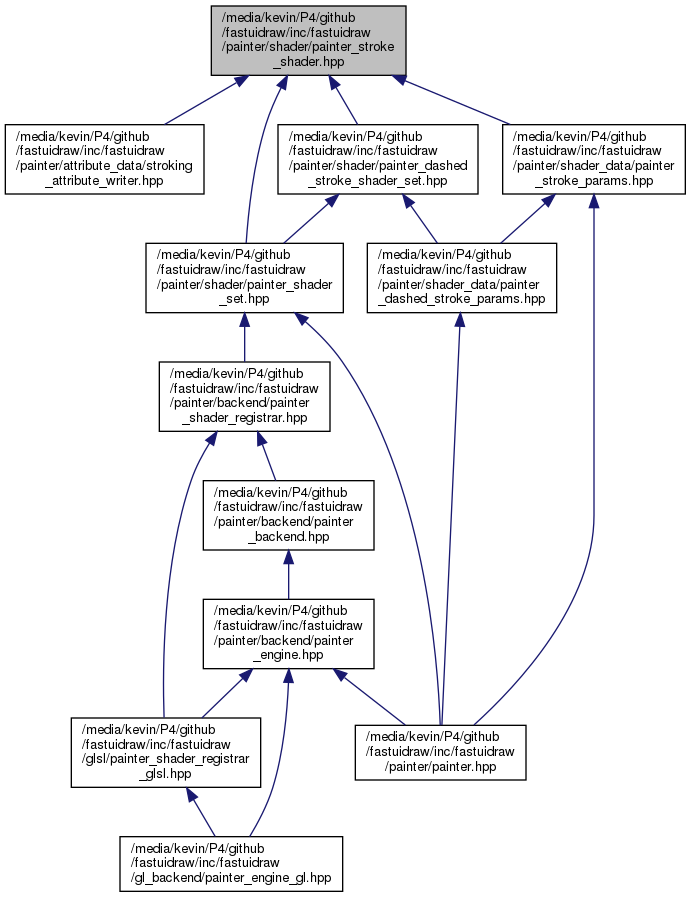 /media/kevin/P4/github
/fastuidraw/inc/fastuidraw
/painter/shader/painter_stroke
_shader.hpp
/media/kevin/P4/github
/fastuidraw/inc/fastuidraw
/painter/attribute_data/stroking
_attribute_writer.hpp
/media/kevin/P4/github
/fastuidraw/inc/fastuidraw
/painter/shader/painter_dashed
_stroke_shader_set.hpp
/media/kevin/P4/github
/fastuidraw/inc/fastuidraw
/painter/shader_data/painter
_stroke_params.hpp
/media/kevin/P4/github
/fastuidraw/inc/fastuidraw
/painter/shader/painter_shader
_set.hpp
/media/kevin/P4/github
/fastuidraw/inc/fastuidraw
/painter/shader_data/painter
_dashed_stroke_params.hpp
/media/kevin/P4/github
/fastuidraw/inc/fastuidraw
/painter/backend/painter
_shader_registrar.hpp
/media/kevin/P4/github
/fastuidraw/inc/fastuidraw
/painter/backend/painter
_backend.hpp
/media/kevin/P4/github
/fastuidraw/inc/fastuidraw
/painter/backend/painter
_engine.hpp
/media/kevin/P4/github
/fastuidraw/inc/fastuidraw
/glsl/painter_shader_registrar
_glsl.hpp
/media/kevin/P4/github
/fastuidraw/inc/fastuidraw
/painter/painter.hpp
/media/kevin/P4/github
/fastuidraw/inc/fastuidraw
/gl_backend/painter_engine_gl.hpp